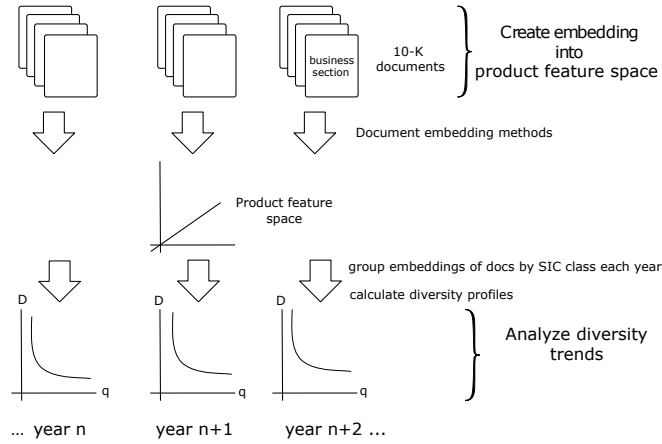 business
section
10-K
documents
Create embedding
into
product feature space
Document embedding methods
Product feature
space
group embeddings of docs by SIC class each year
calculate diversity profiles
D
D
D
q
q
q
Analyze diversity
trends
... year n
year n+1
year n+2 ...